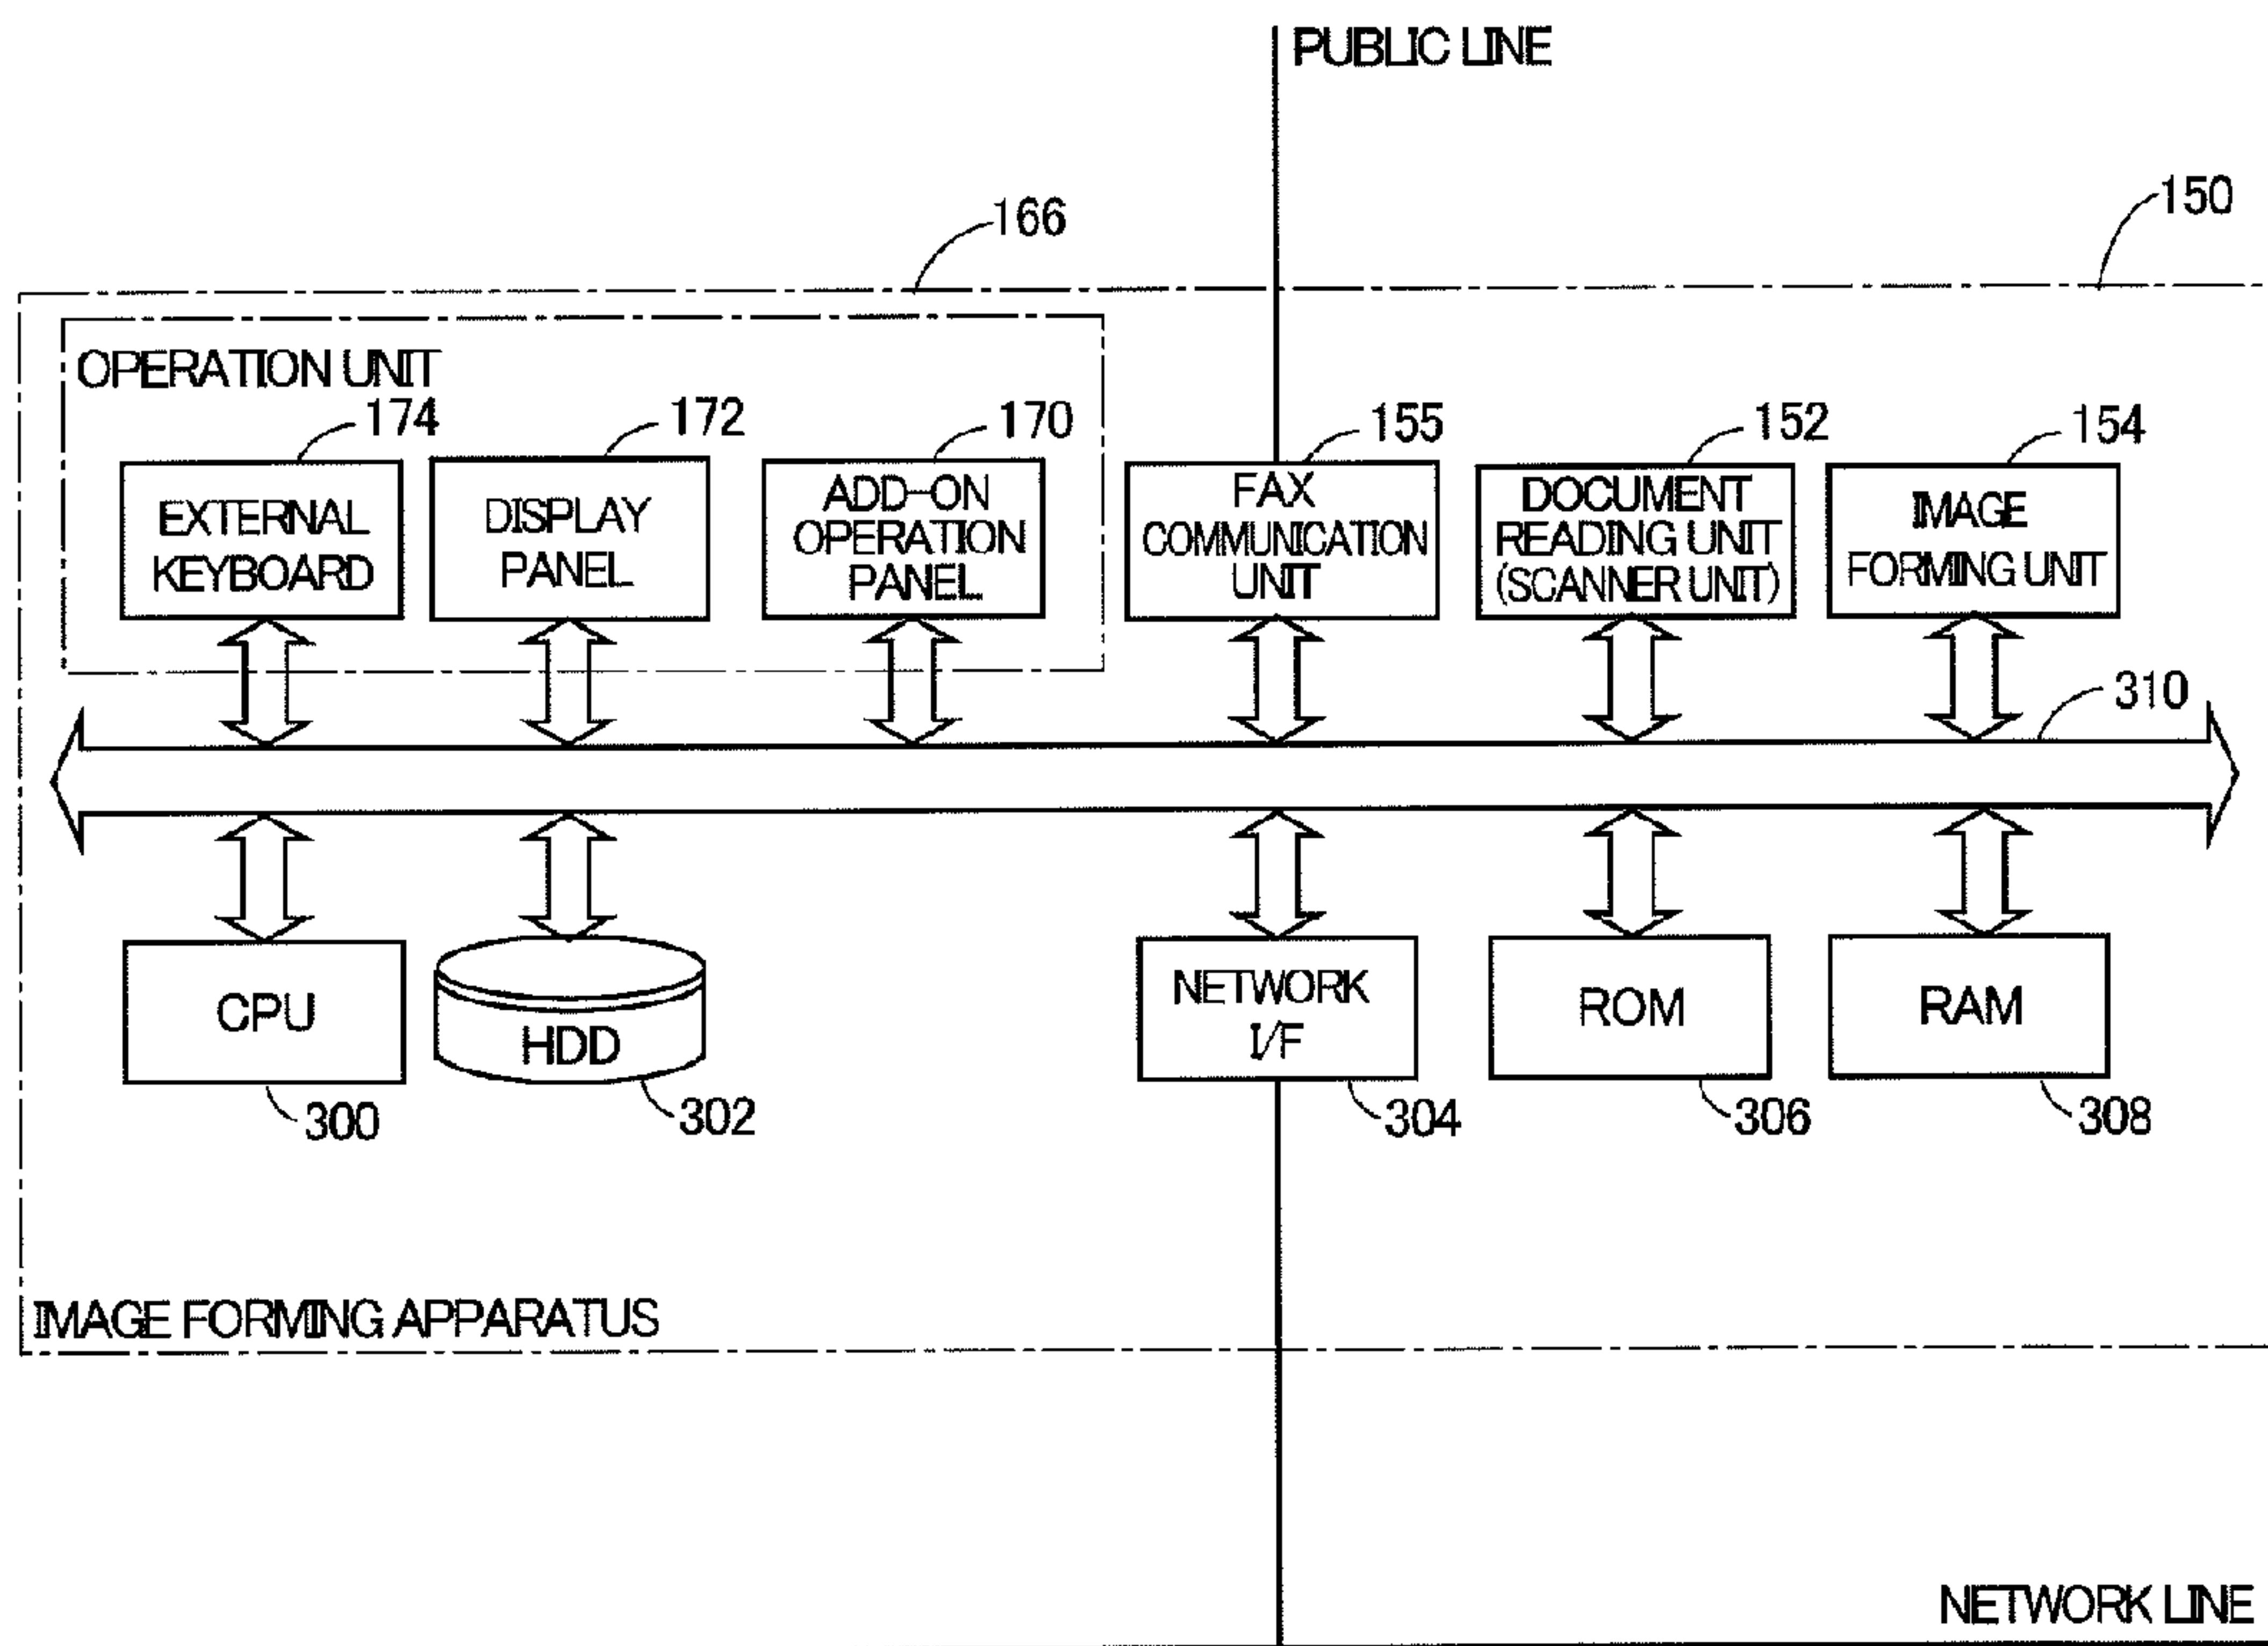 PUBLIC LINE
150
166
OPERATION UNIT
174
172
170
155
152
154
EXTERNAL
KEYBOARD
DISPLAY
PANEL
ADD-ON
OPERATION
PANEL
FAX
COMMUNICATION
UNIT
DOCUMENT
READING UNIT
(SCANNER UNIT)
IMAGE
FORMING UNIT
310
CPU
HDD
NETWORK
I/F
ROM
RAM
300
302
304
306
308
IMAGE FORMING APPARATUS
NETWORK LINE